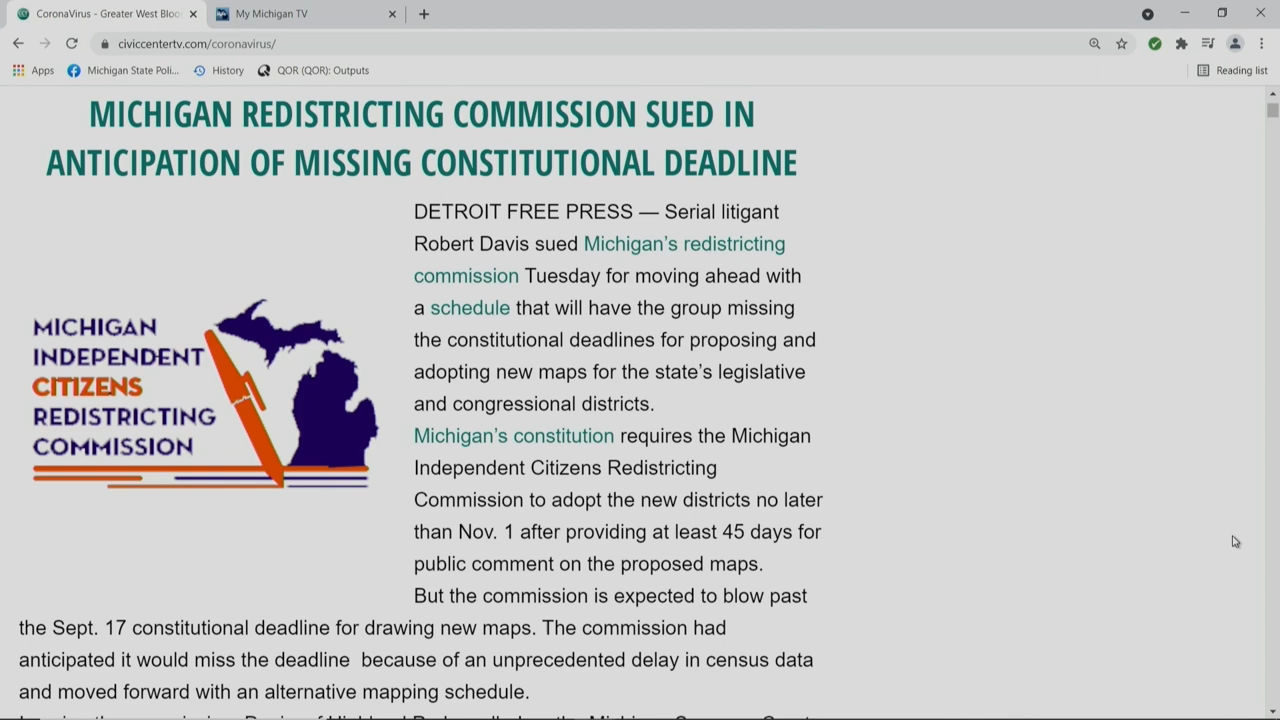 CoronaVirus - Greater West Bloo
My Michigan TV
civiccentertv.com/coronavirus/
Apps
Michigan State Poli...
History
QOR (QOR): Outputs
Reading list
MICHIGAN REDISTRICTING COMMISSION SUED IN
ANTICIPATION OF MISSING CONSTITUTIONAL DEADLINE
MICHIGAN
INDEPENDENT
CITIZENS
REDISTRICTING
COMMISSION
DETROIT FREE PRESS — Serial litigant
Robert Davis sued Michigan's redistricting
commission Tuesday for moving ahead with
a schedule that will have the group missing
the constitutional deadlines for proposing and
adopting new maps for the state's legislative
and congressional districts.
Michigan's constitution requires the Michigan
Independent Citizens Redistricting
Commission to adopt the new districts no later
than Nov. 1 after providing at least 45 days for
public comment on the proposed maps.
But the commission is expected to blow past
the Sept. 17 constitutional deadline for drawing new maps. The commission had
anticipated it would miss the deadline because of an unprecedented delay in census data
and moved forward with an alternative mapping schedule.